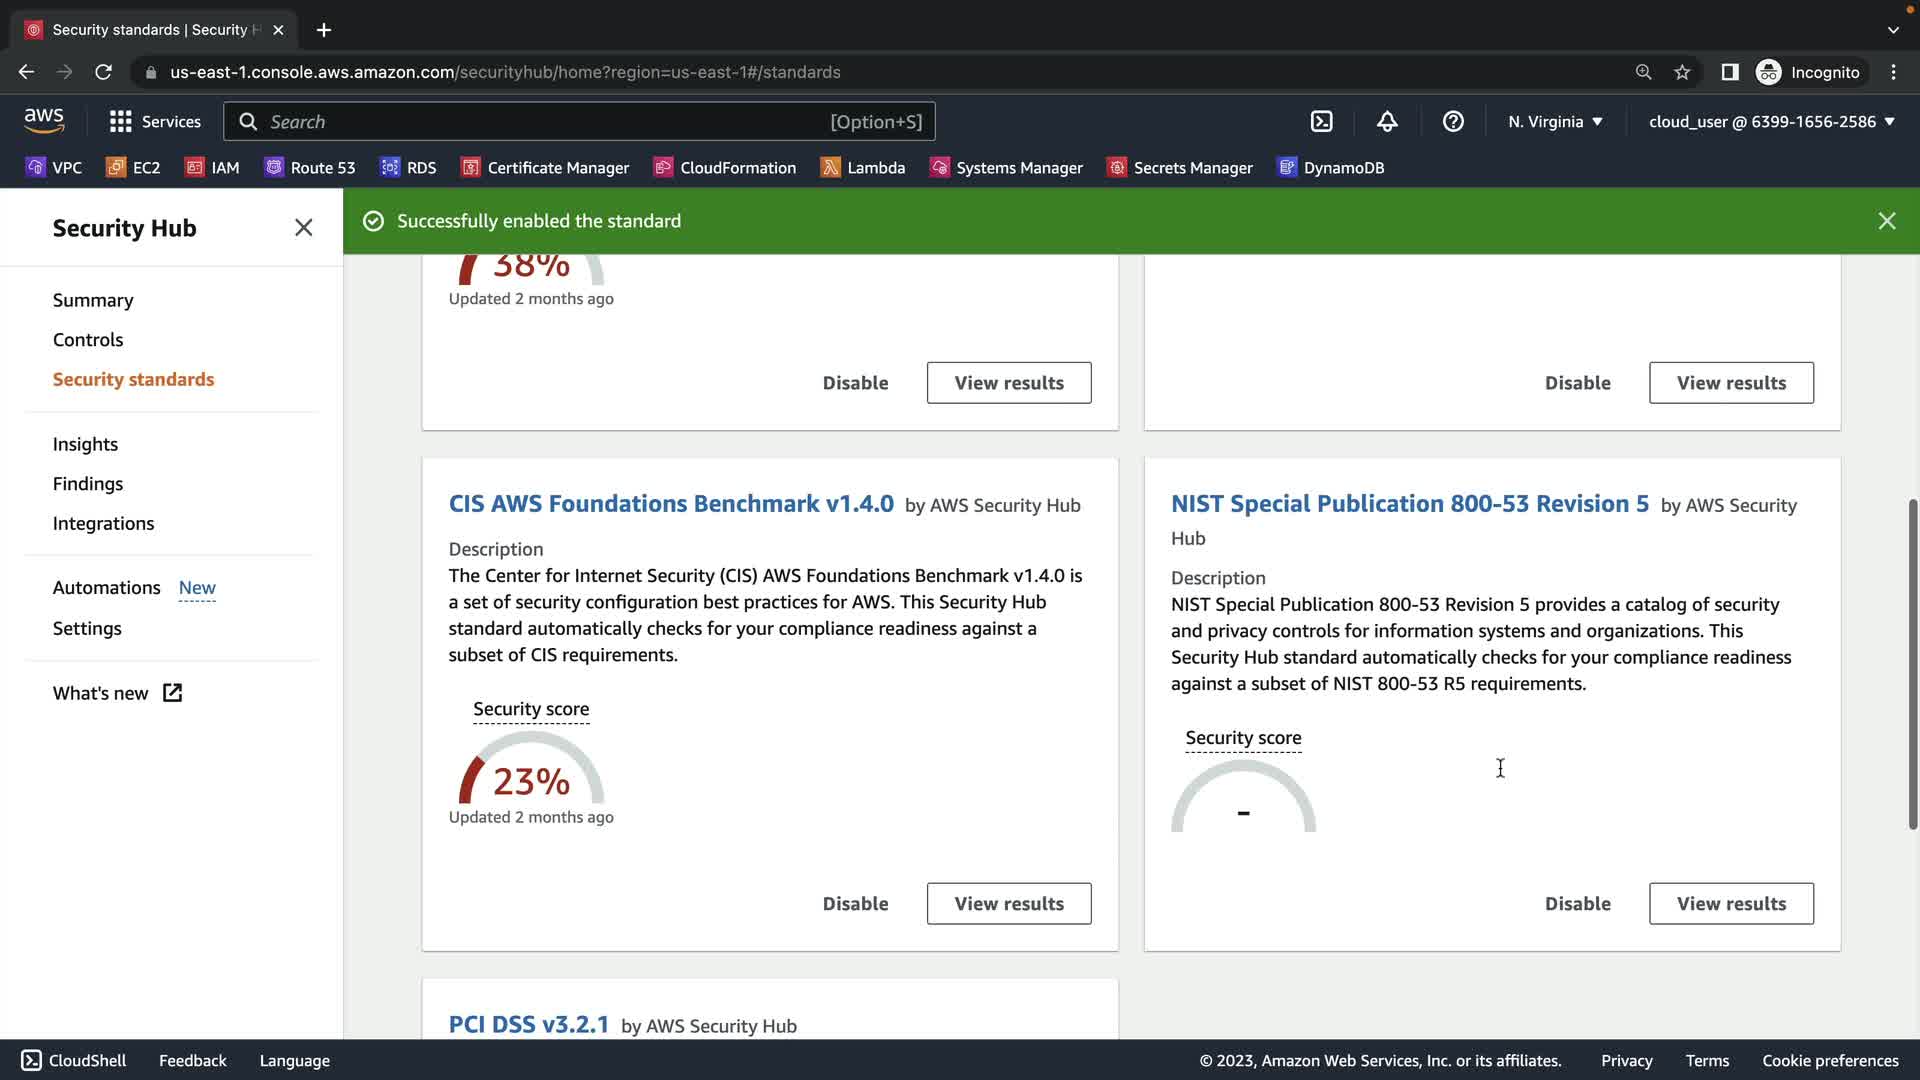 Security standards | Security H
us-east-1.console.aws.amazon.com/securityhub/home?region=us-east-1#/standards
Incognito
aws
Services
Search
[Option+S]
N. Virginia
cloud_user @ 6399-1656-2586
VPC
EC2
IAM
Route 53
RDS
Certificate Manager
CloudFormation
Lambda
Systems Manager
Secrets Manager
DynamoDB
Security Hub
Summary
Controls
Security standards
Insights
Findings
Integrations
Automations New
Settings
What's new
Successfully enabled the standard
38%
Updated 2 months ago
Disable
View results
Disable
View results
CIS AWS Foundations Benchmark v1.4.0 by AWS Security Hub
Description
The Center for Internet Security (CIS) AWS Foundations Benchmark v1.4.0 is
a set of security configuration best practices for AWS. This Security Hub
standard automatically checks for your compliance readiness against a
subset of CIS requirements.
Security score
23%
Updated 2 months ago
Disable
View results
NIST Special Publication 800-53 Revision 5 by AWS Security
Hub
Description
NIST Special Publication 800-53 Revision 5 provides a catalog of security
and privacy controls for information systems and organizations. This
Security Hub standard automatically checks for your compliance readiness
against a subset of NIST 800-53 R5 requirements.
Security score
-
Disable
View results
PCI DSS v3.2.1 by AWS Security Hub
CloudShell
Feedback
Language
© 2023, Amazon Web Services, Inc. or its affiliates.
Privacy
Terms
Cookie preferences